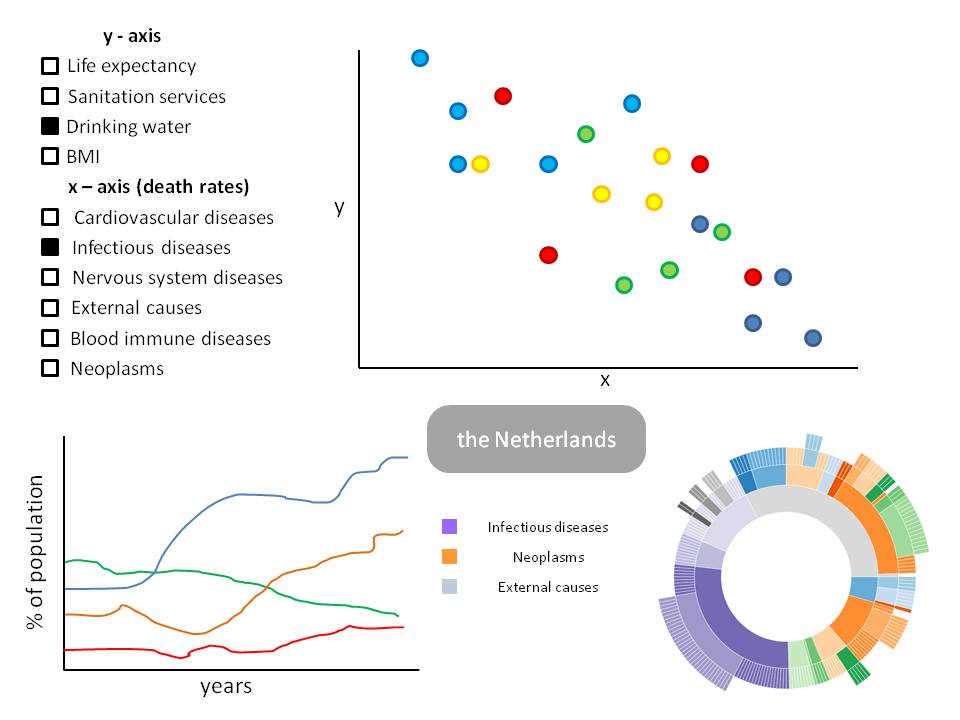 y - axis
Life expectancy
Sanitation services
Drinking water
BMI
x – axis (death rates)
Cardiovascular diseases
Infectious diseases
Nervous system diseases
External causes
Blood immune diseases
Neoplasms
y
x
the Netherlands
% of population
years
Infectious diseases
Neoplasms
External causes